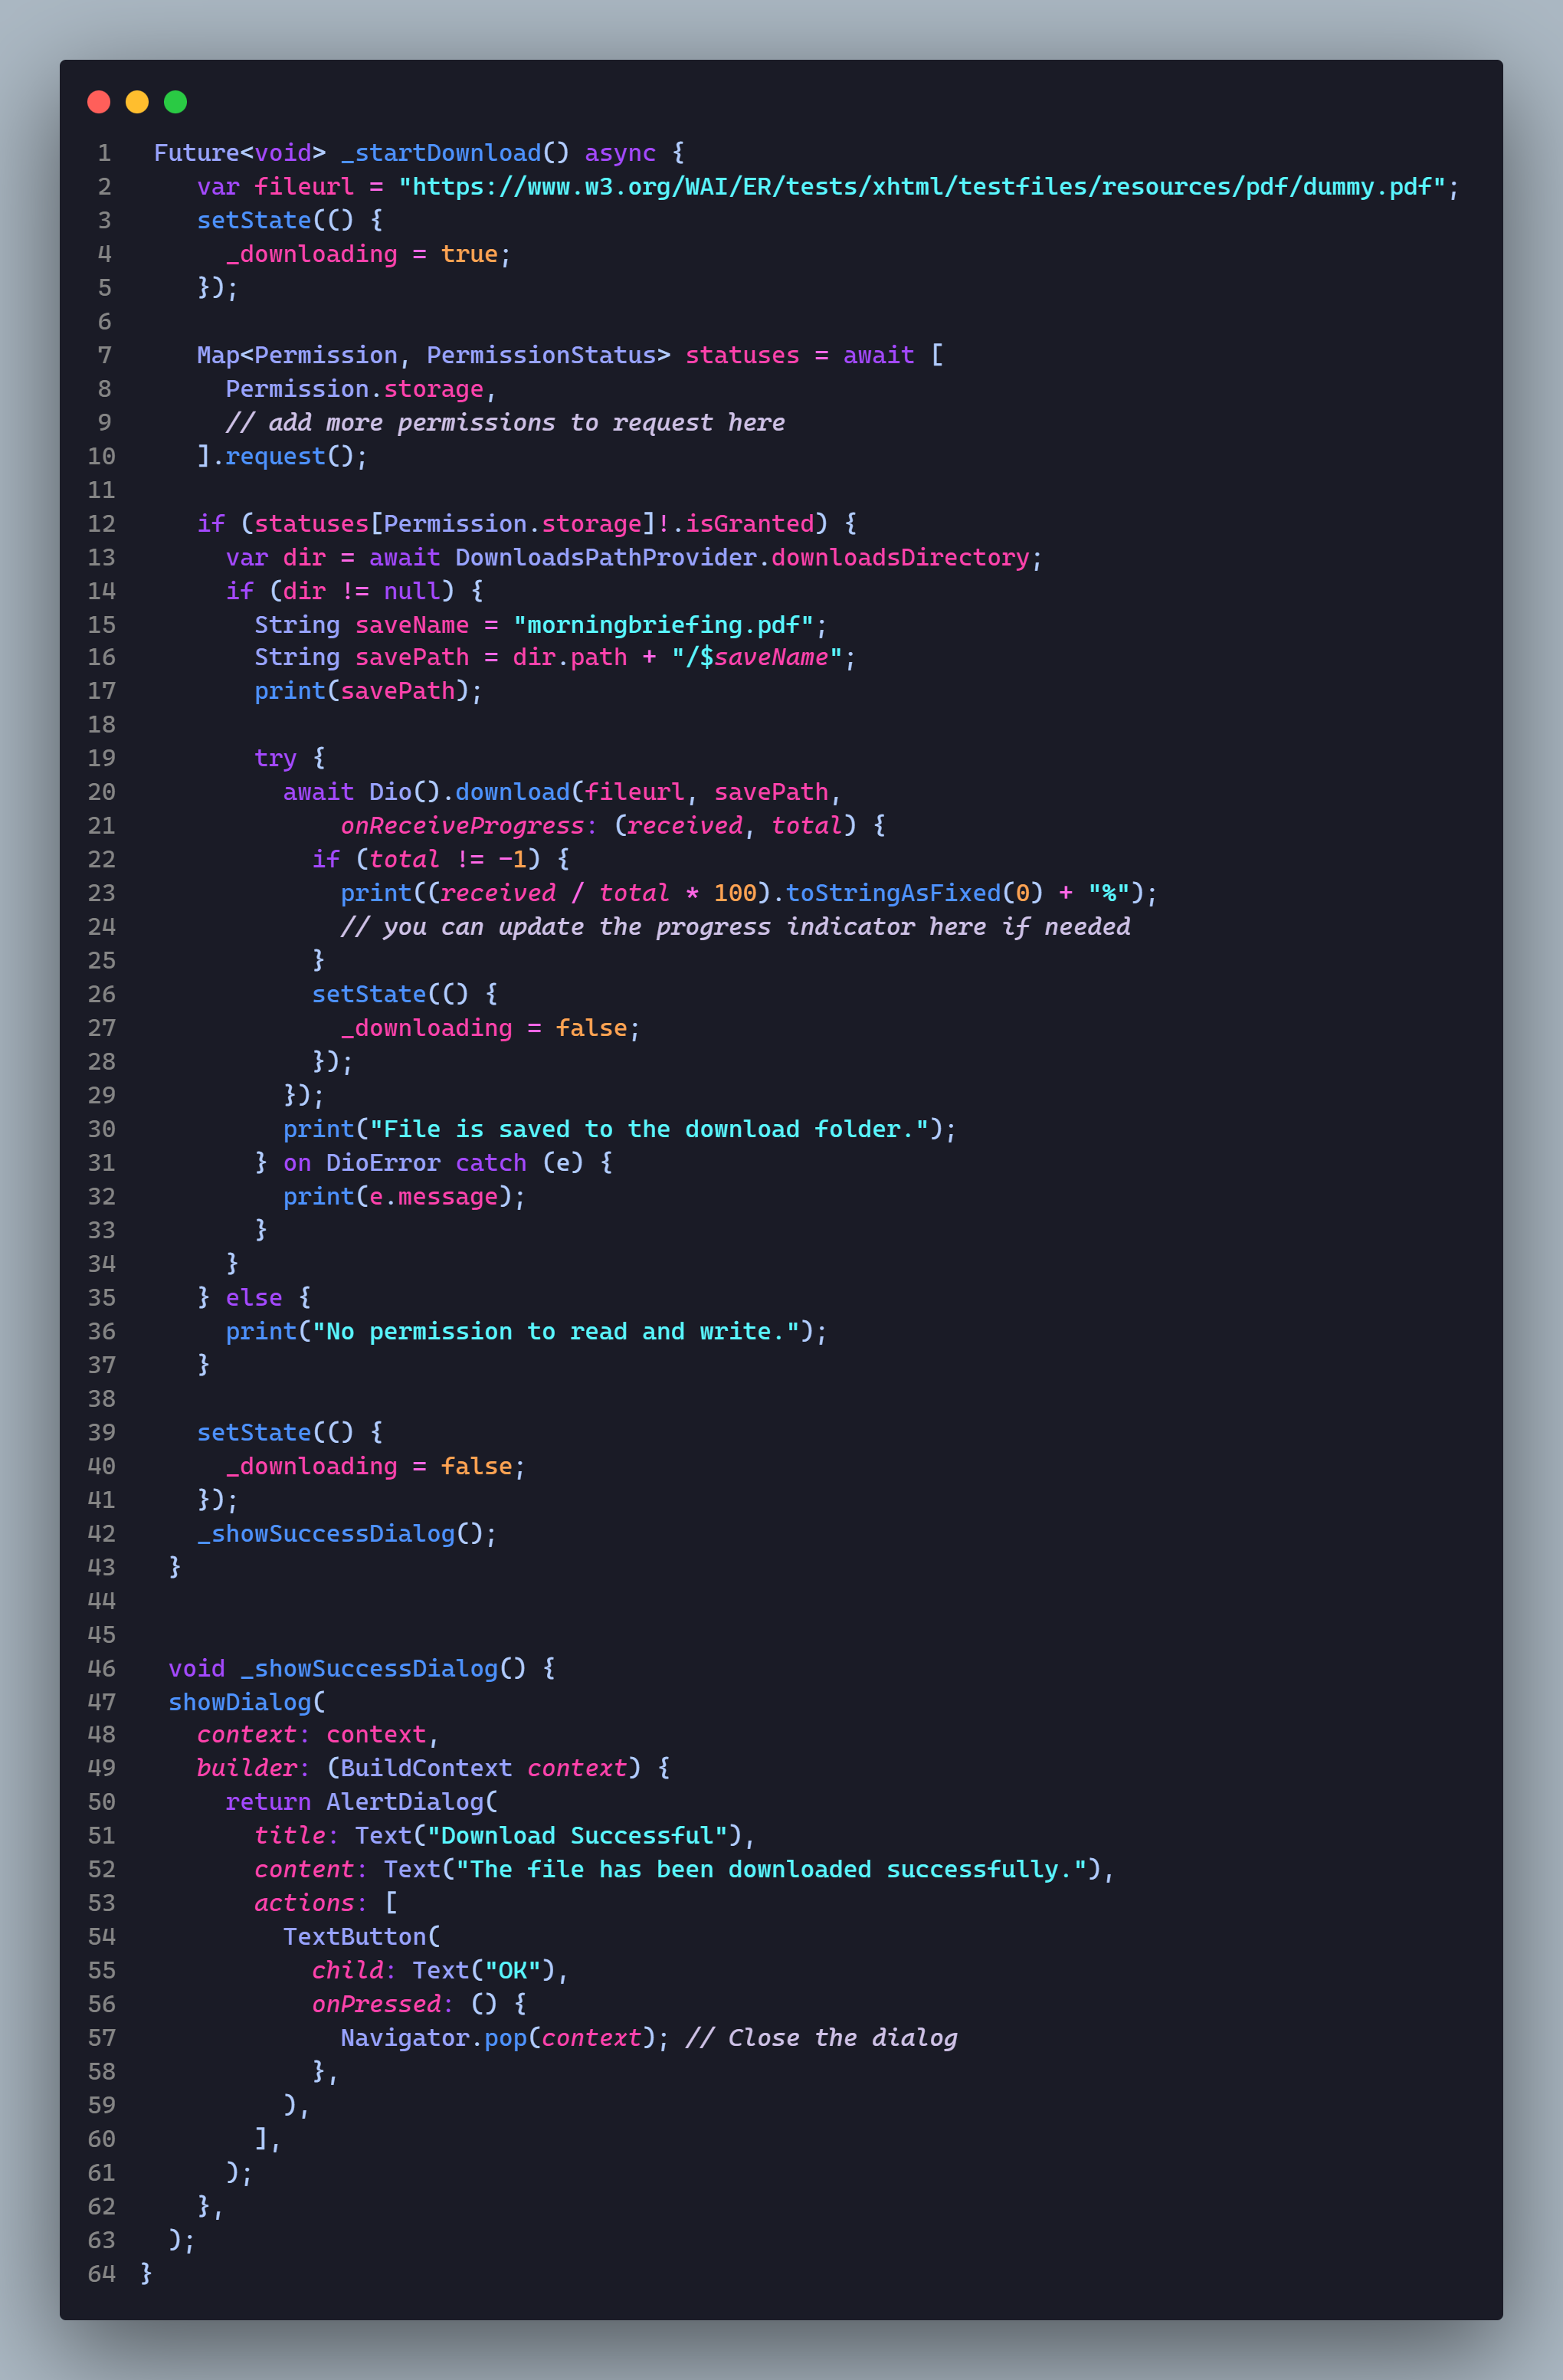 1 Future<void> _startDownload() async {
2 var fileurl = "https://www.w3.org/WAI/ER/tests/xhtml/testfiles/resources/pdf/dummy.pdf";
3 setState(() {
4 _downloading = true;
5 });
6
7 Map<Permission, PermissionStatus> statuses = await [
8 Permission.storage,
9 // add more permissions to request here
10 ].request();
11
12 if (statuses[Permission.storage]!.isGranted) {
13 var dir = await DownloadsPathProvider.downloadsDirectory;
14 if (dir != null) {
15 String saveName = "morningbriefing.pdf";
16 String savePath = dir.path + "/$saveName";
17 print(savePath);
18
19 try {
20 await Dio().download(fileurl, savePath,
21 onReceiveProgress: (received, total) {
22 if (total != -1) {
23 print((received / total * 100).toStringAsFixed(0) + "%");
24 // you can update the progress indicator here if needed
25 }
26 setState(() {
27 _downloading = false;
28 });
29 });
30 print("File is saved to the download folder.");
31 } on DioError catch (e) {
32 print(e.message);
33 }
34 }
35 } else {
36 print("No permission to read and write.");
37 }
38
39 setState(() {
40 _downloading = false;
41 });
42 _showSuccessDialog();
43 }
44
45
46 void _showSuccessDialog() {
47 showDialog(
48 context: context,
49 builder: (BuildContext context) {
50 return AlertDialog(
51 title: Text("Download Successful"),
52 content: Text("The file has been downloaded successfully."),
53 actions: [
54 TextButton(
55 child: Text("OK"),
56 onPressed: () {
57 Navigator.pop(context); // Close the dialog
58 },
59 ),
60 ],
61 );
62 },
63 );
64 }